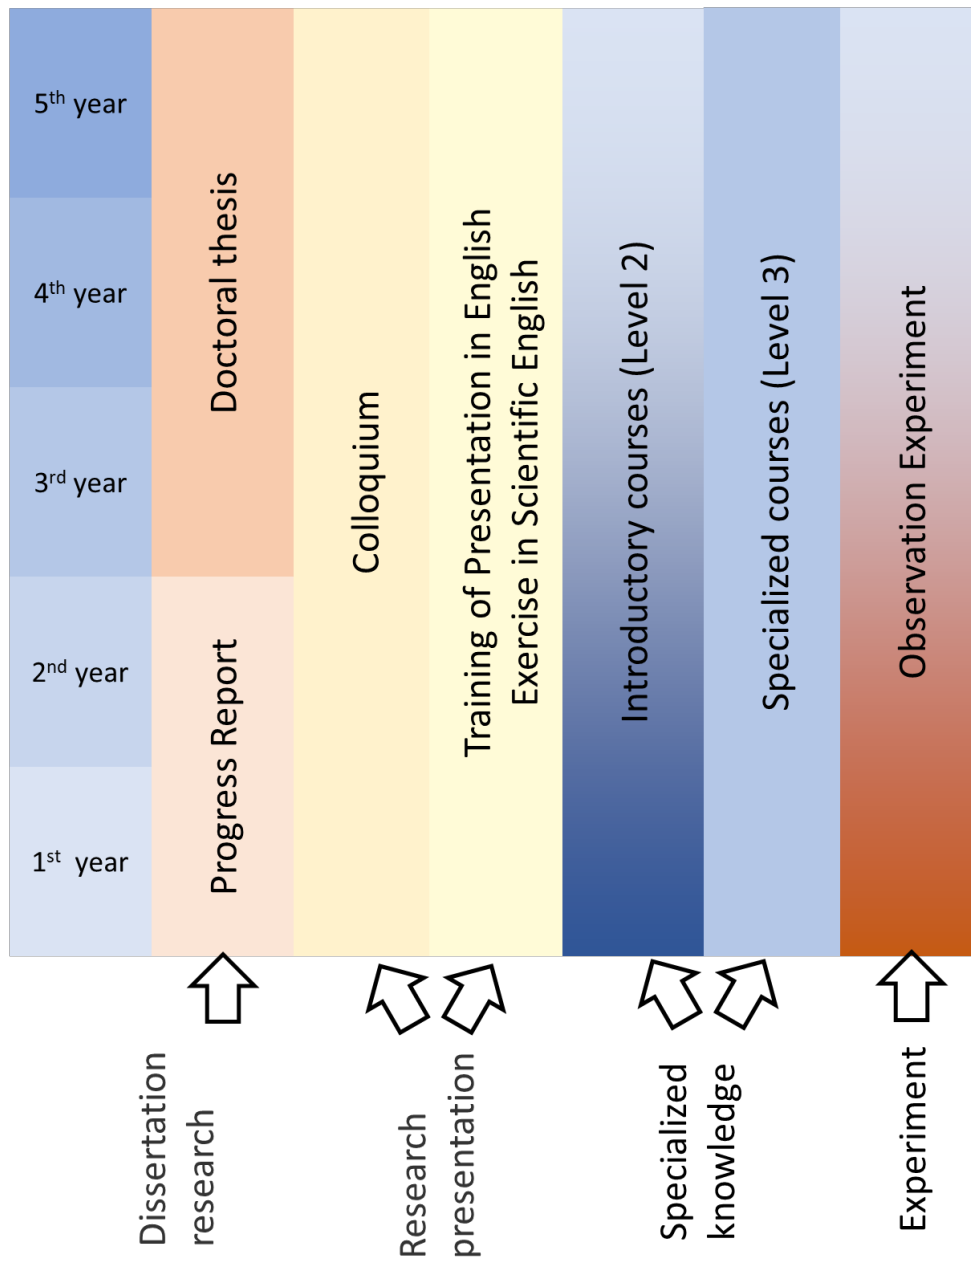 5th year
4th year
3rd year
2nd year
1st year
Doctoral thesis
Progress Report
Colloquium
Training of Presentation in English
Exercise in Scientific English
Introductory courses (Level 2)
Specialized courses (Level 3)
Observation Experiment
Dissertation
research
Research
presentation
Specialized
knowledge
Experiment